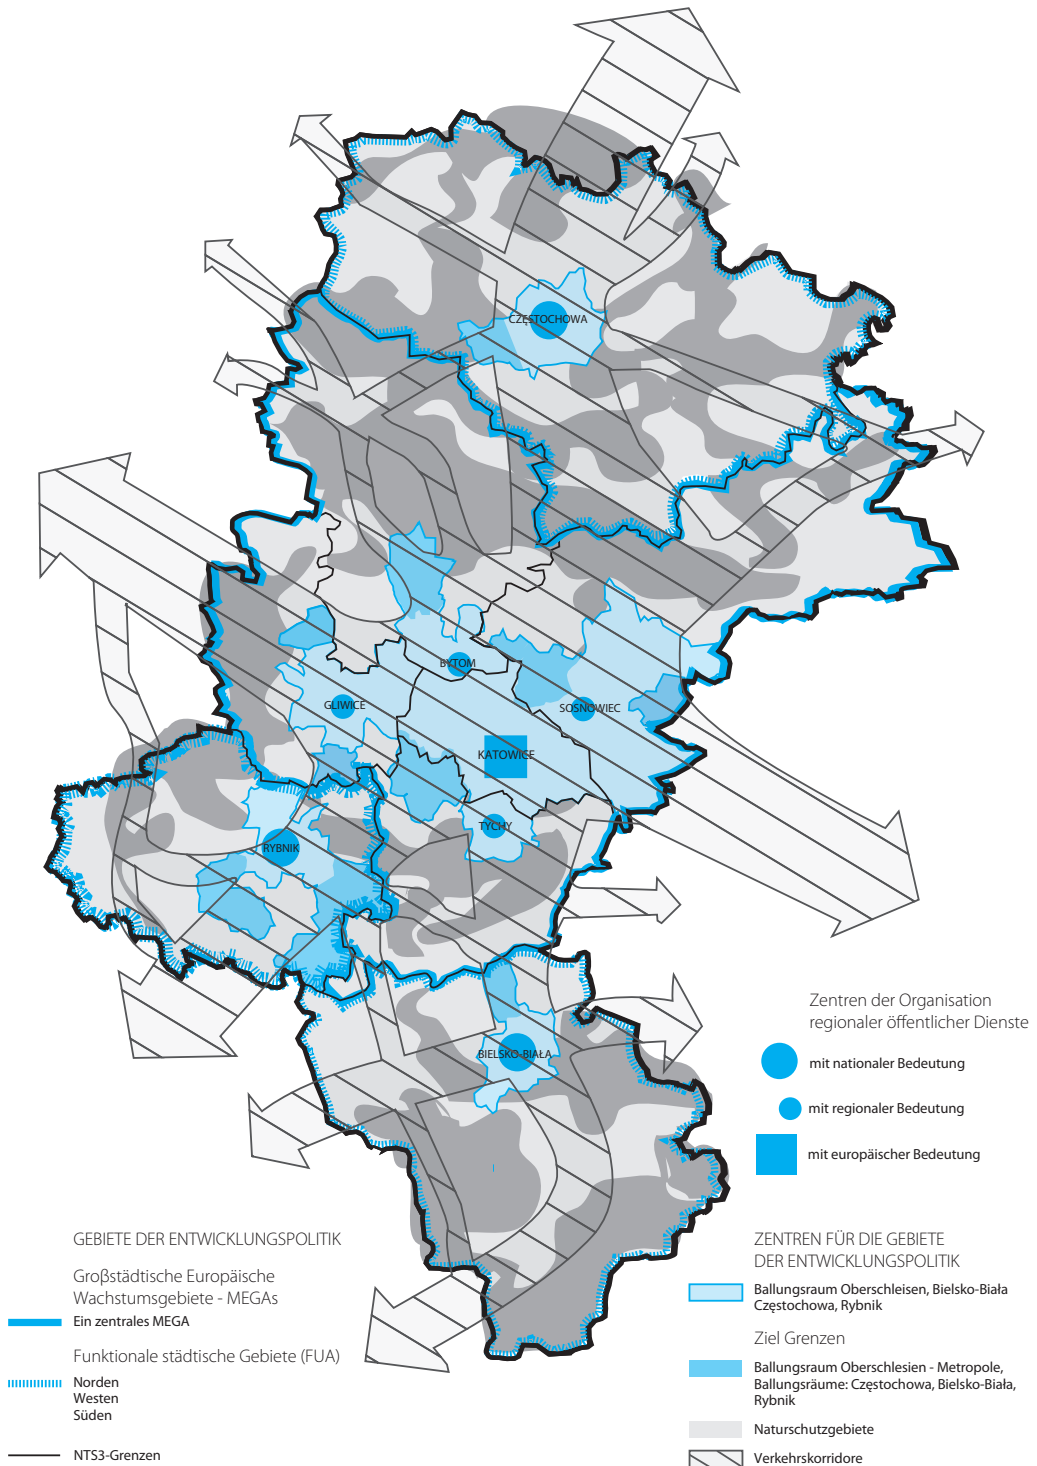 CZĘSTOCHOWA
BYTOM
GLIWICE
SOSNOWIEC
KATOWICE
TYCHY
RYBNIK
BIELSKO-BIAŁA
Zentren der Organisation
regionaler öffentlicher Dienste
mit nationaler Bedeutung
mit regionaler Bedeutung
mit europäischer Bedeutung
GEBIETE DER ENTWICKLUNGSPOLITIK
Großstädtische Europäische
Wachstumsgebiete - MEGAs
Ein zentrales MEGA
Funktionale städtische Gebiete (FUA)
Norden
Westen
Süden
NTS3-Grenzen
ZENTREN FÜR DIE GEBIETE
DER ENTWICKLUNGSPOLITIK
Ballungsraum Oberschleisen, Bielsko-Biała
Częstochowa, Rybnik
Ziel Grenzen
Ballungsraum Oberschlesien - Metropole,
Ballungsräume: Częstochowa, Bielsko-Biała,
Rybnik
Naturschutzgebiete
Verkehrskorridore